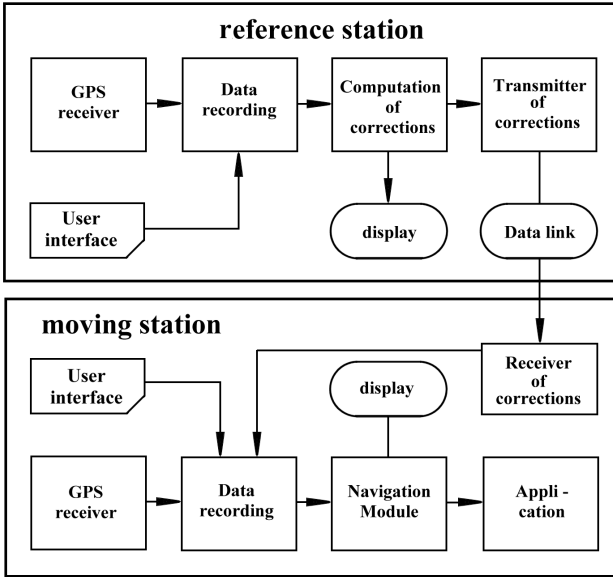 reference station
GPS
receiver
Data
recording
Computation
of
corrections
Transmitter
of
corrections
User
interface
display
Data link
moving station
User
interface
display
Receiver
of
corrections
GPS
receiver
Data
recording
Navigation
Module
Appli -
cation